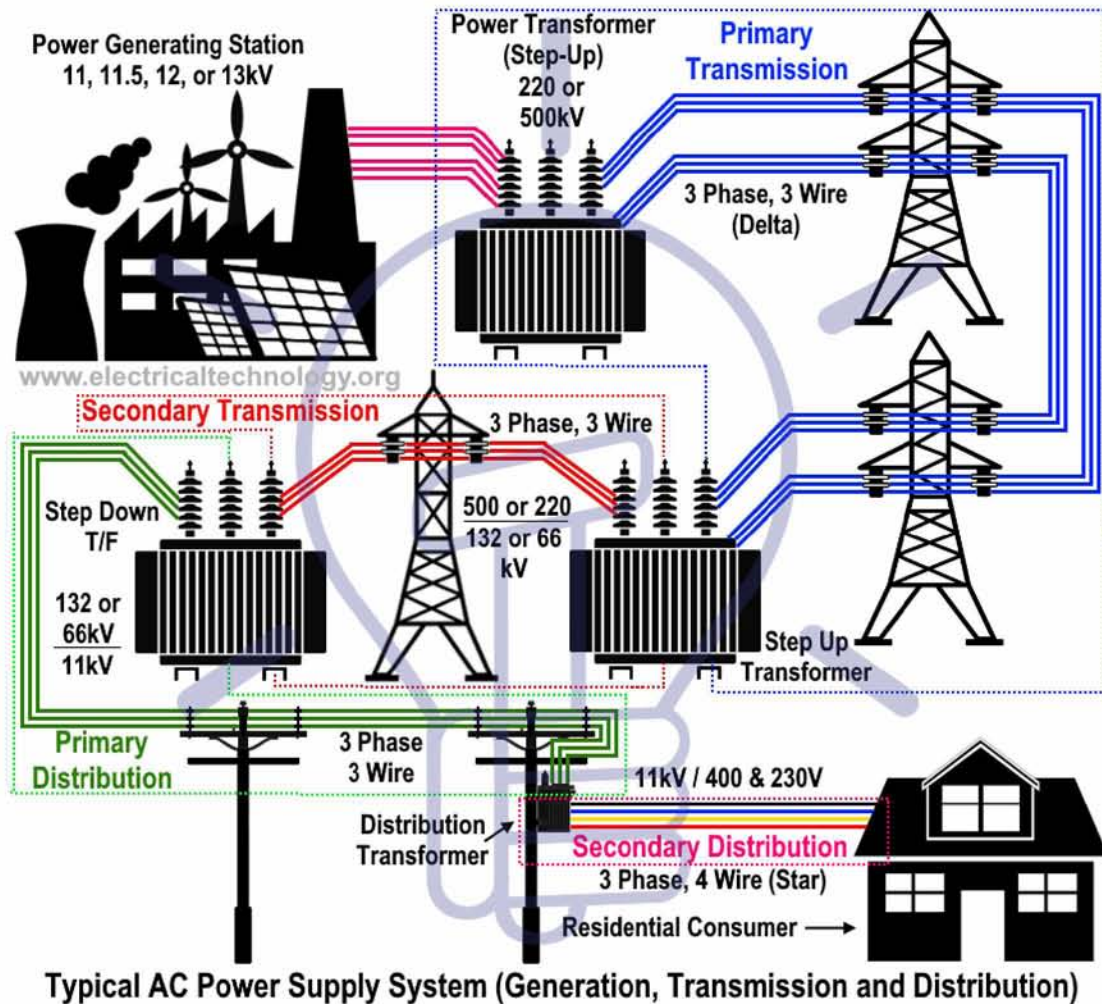 Power Generating Station
11, 11.5, 12, or 13kV
Power Transformer
(Step-Up)
220 or
500kV
Primary
Transmission
3 Phase, 3 Wire
(Delta)
www.electricaltechnology.org
Secondary Transmission
3 Phase, 3 Wire
Step Down
T/F
500 or 220
132 or 66
kV
132 or
66kV
11kV
Step Up
Transformer
Primary
Distribution
3 Phase
3 Wire
11kV / 400 & 230V
Distribution
Transformer
Secondary Distribution
3 Phase, 4 Wire (Star)
Residential Consumer
Typical AC Power Supply System (Generation, Transmission and Distribution)